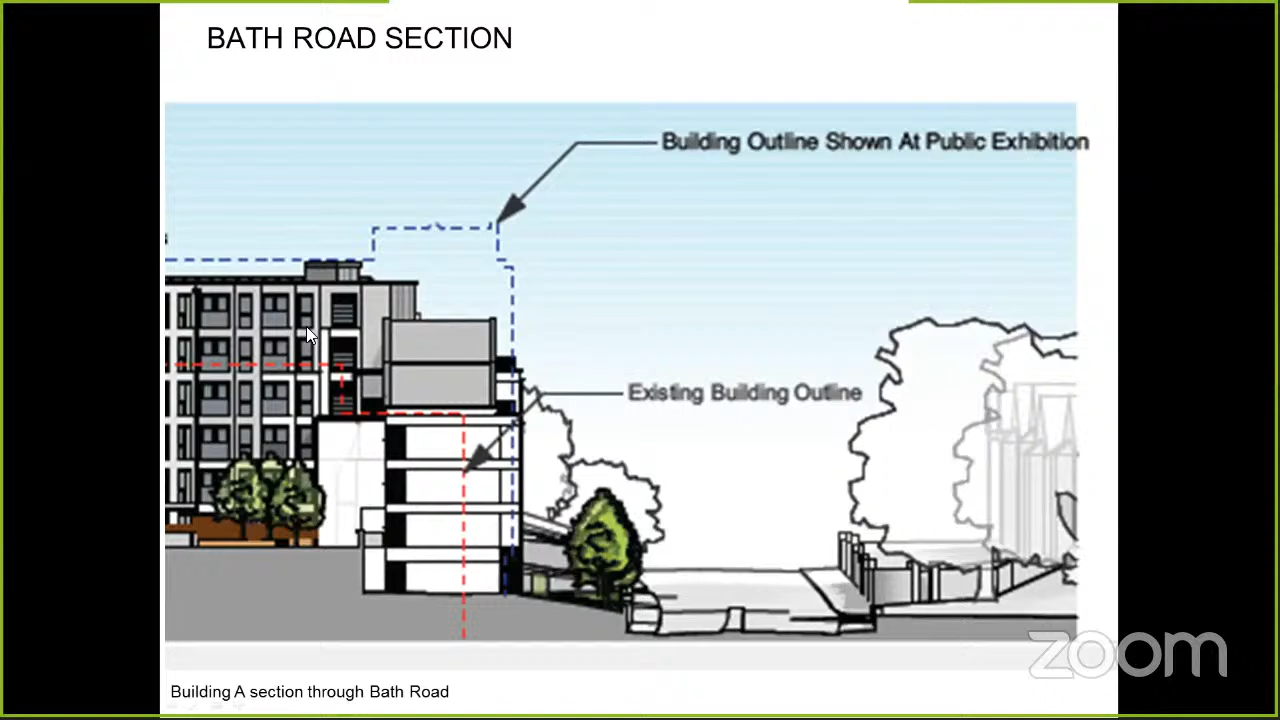 BATH ROAD SECTION
Building Outline Shown At Public Exhibition
Existing Building Outline
zoom
Building A section through Bath Road